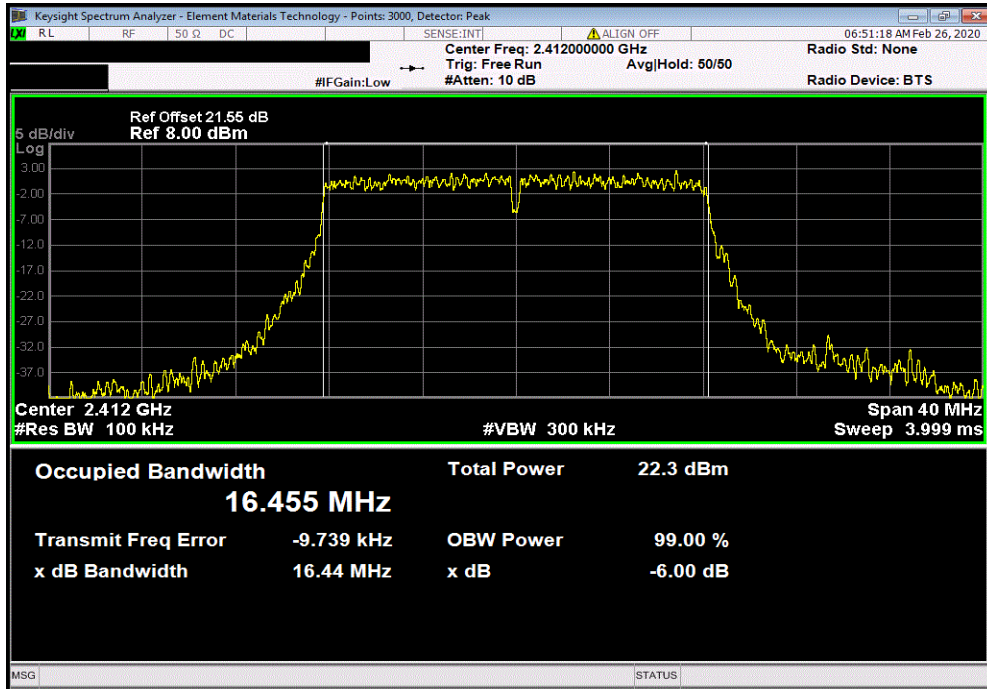 Keysight Spectrum Analyzer - Element Materials Technology - Points: 3000, Detector: Peak
LXI RL RF 50 Ω DC SENSE:INT ALIGN OFF 06:51:18 AM Feb 26, 2020
Center Freq: 2.412000000 GHz Radio Std: None
Trig: Free Run Avg|Hold: 50/50
#IFGain:Low #Atten: 10 dB Radio Device: BTS
Ref Offset 21.55 dB
5 dB/div Ref 8.00 dBm
Log
3.00
-2.00
-7.00
-12.0
-17.0
-22.0
-27.0
-32.0
-37.0
Center 2.412 GHz Span 40 MHz
#Res BW 100 kHz #VBW 300 kHz Sweep 3.999 ms
Occupied Bandwidth Total Power 22.3 dBm
16.455 MHz
Transmit Freq Error -9.739 kHz OBW Power 99.00 %
x dB Bandwidth 16.44 MHz x dB -6.00 dB
MSG STATUS